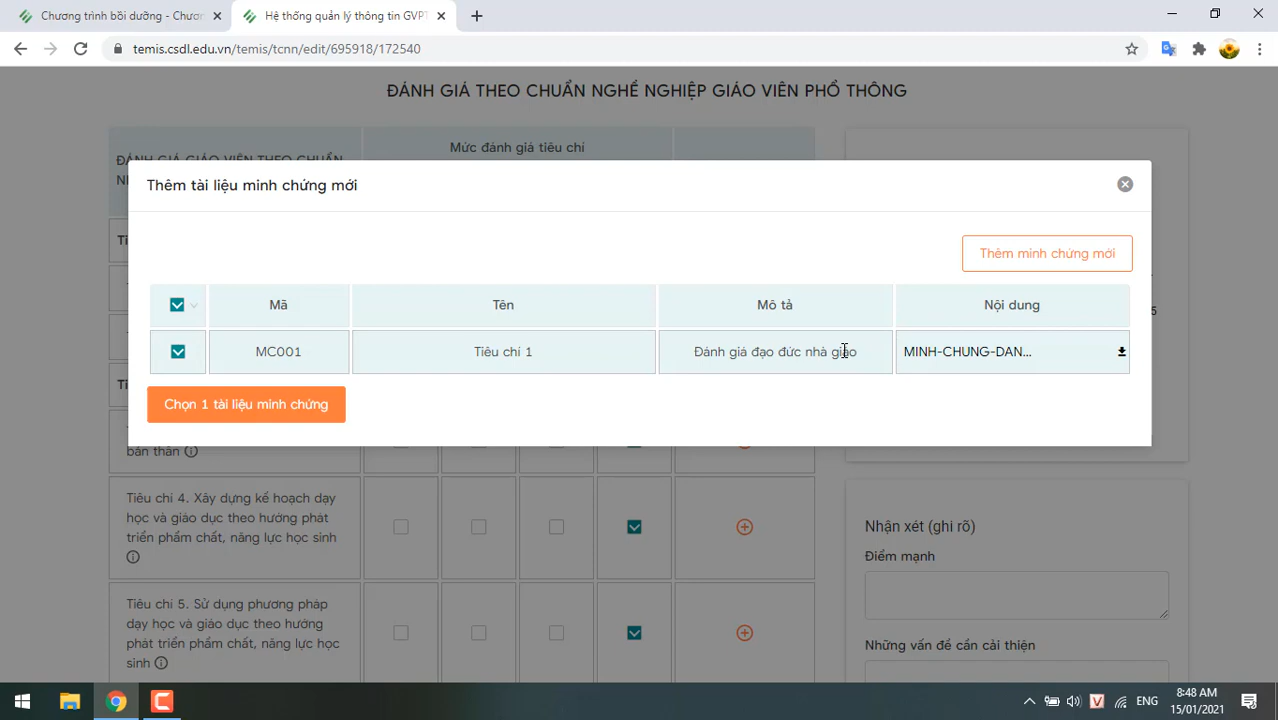 Chương trình bồi dưỡng - Chươn
Hệ thống quản lý thông tin GVPT
temis.csdl.edu.vn/temis/tcnn/edit/695918/172540
ĐÁNH GIÁ THEO CHUẨN NGHỀ NGHIỆP GIÁO VIÊN PHỔ THÔNG
ĐÁNH GIÁ GIÁO VIÊN THEO CHUẨN
Mức đánh giá tiêu chí
Thêm tài liệu minh chứng mới
Thêm minh chứng mới
Mã
Tên
Mô tả
Nội dung
MC001
Tiêu chí 1
Đánh giá đạo đức nhà giáo
MINH-CHUNG-DAN...
Chọn 1 tài liệu minh chứng
bản thân
Tiêu chí 4. Xây dựng kế hoạch dạy
học và giáo dục theo hướng phát
triển phẩm chất, năng lực học sinh
Tiêu chí 5. Sử dụng phương pháp
dạy học và giáo dục theo hướng
phát triển phẩm chất, năng lực học
sinh
Nhận xét (ghi rõ)
Điểm mạnh
Những vấn đề cần cải thiện
ENG
8:48 AM
15/01/2021